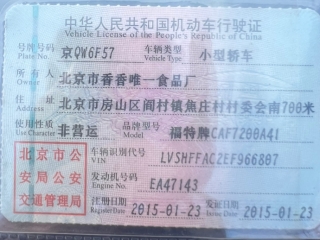 中华人民共和国机动车行驶证
Vehicle License of the People's Republic of China
号牌号码 京QW6F57 车辆类型 小型轿车
Plate No. Vehicle Type
所有人 北京市香香唯一食品厂
Owner
住址 北京市房山区阎村镇焦庄村村委会南700米
Address
使用性质 非营运 品牌型号 福特牌CAF7200A41
Use Character Model
北京市公安局公安交通管理局
车辆识别代号 LVSHFFAC2EF966807
VIN
发动机号码 EA47143
Engine No.
注册日期 2015-01-23 发证日期 2015-01-23
Register Date Issue Date